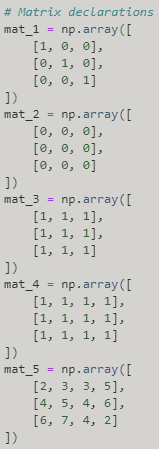 # Matrix declarations
mat_1 = np.array([
    [1, 0, 0],
    [0, 1, 0],
    [0, 0, 1]
])
mat_2 = np.array([
    [0, 0, 0],
    [0, 0, 0],
    [0, 0, 0]
])
mat_3 = np.array([
    [1, 1, 1],
    [1, 1, 1],
    [1, 1, 1]
])
mat_4 = np.array([
    [1, 1, 1, 1],
    [1, 1, 1, 1],
    [1, 1, 1, 1]
])
mat_5 = np.array([
    [2, 3, 3, 5],
    [4, 5, 4, 6],
    [6, 7, 4, 2]
])